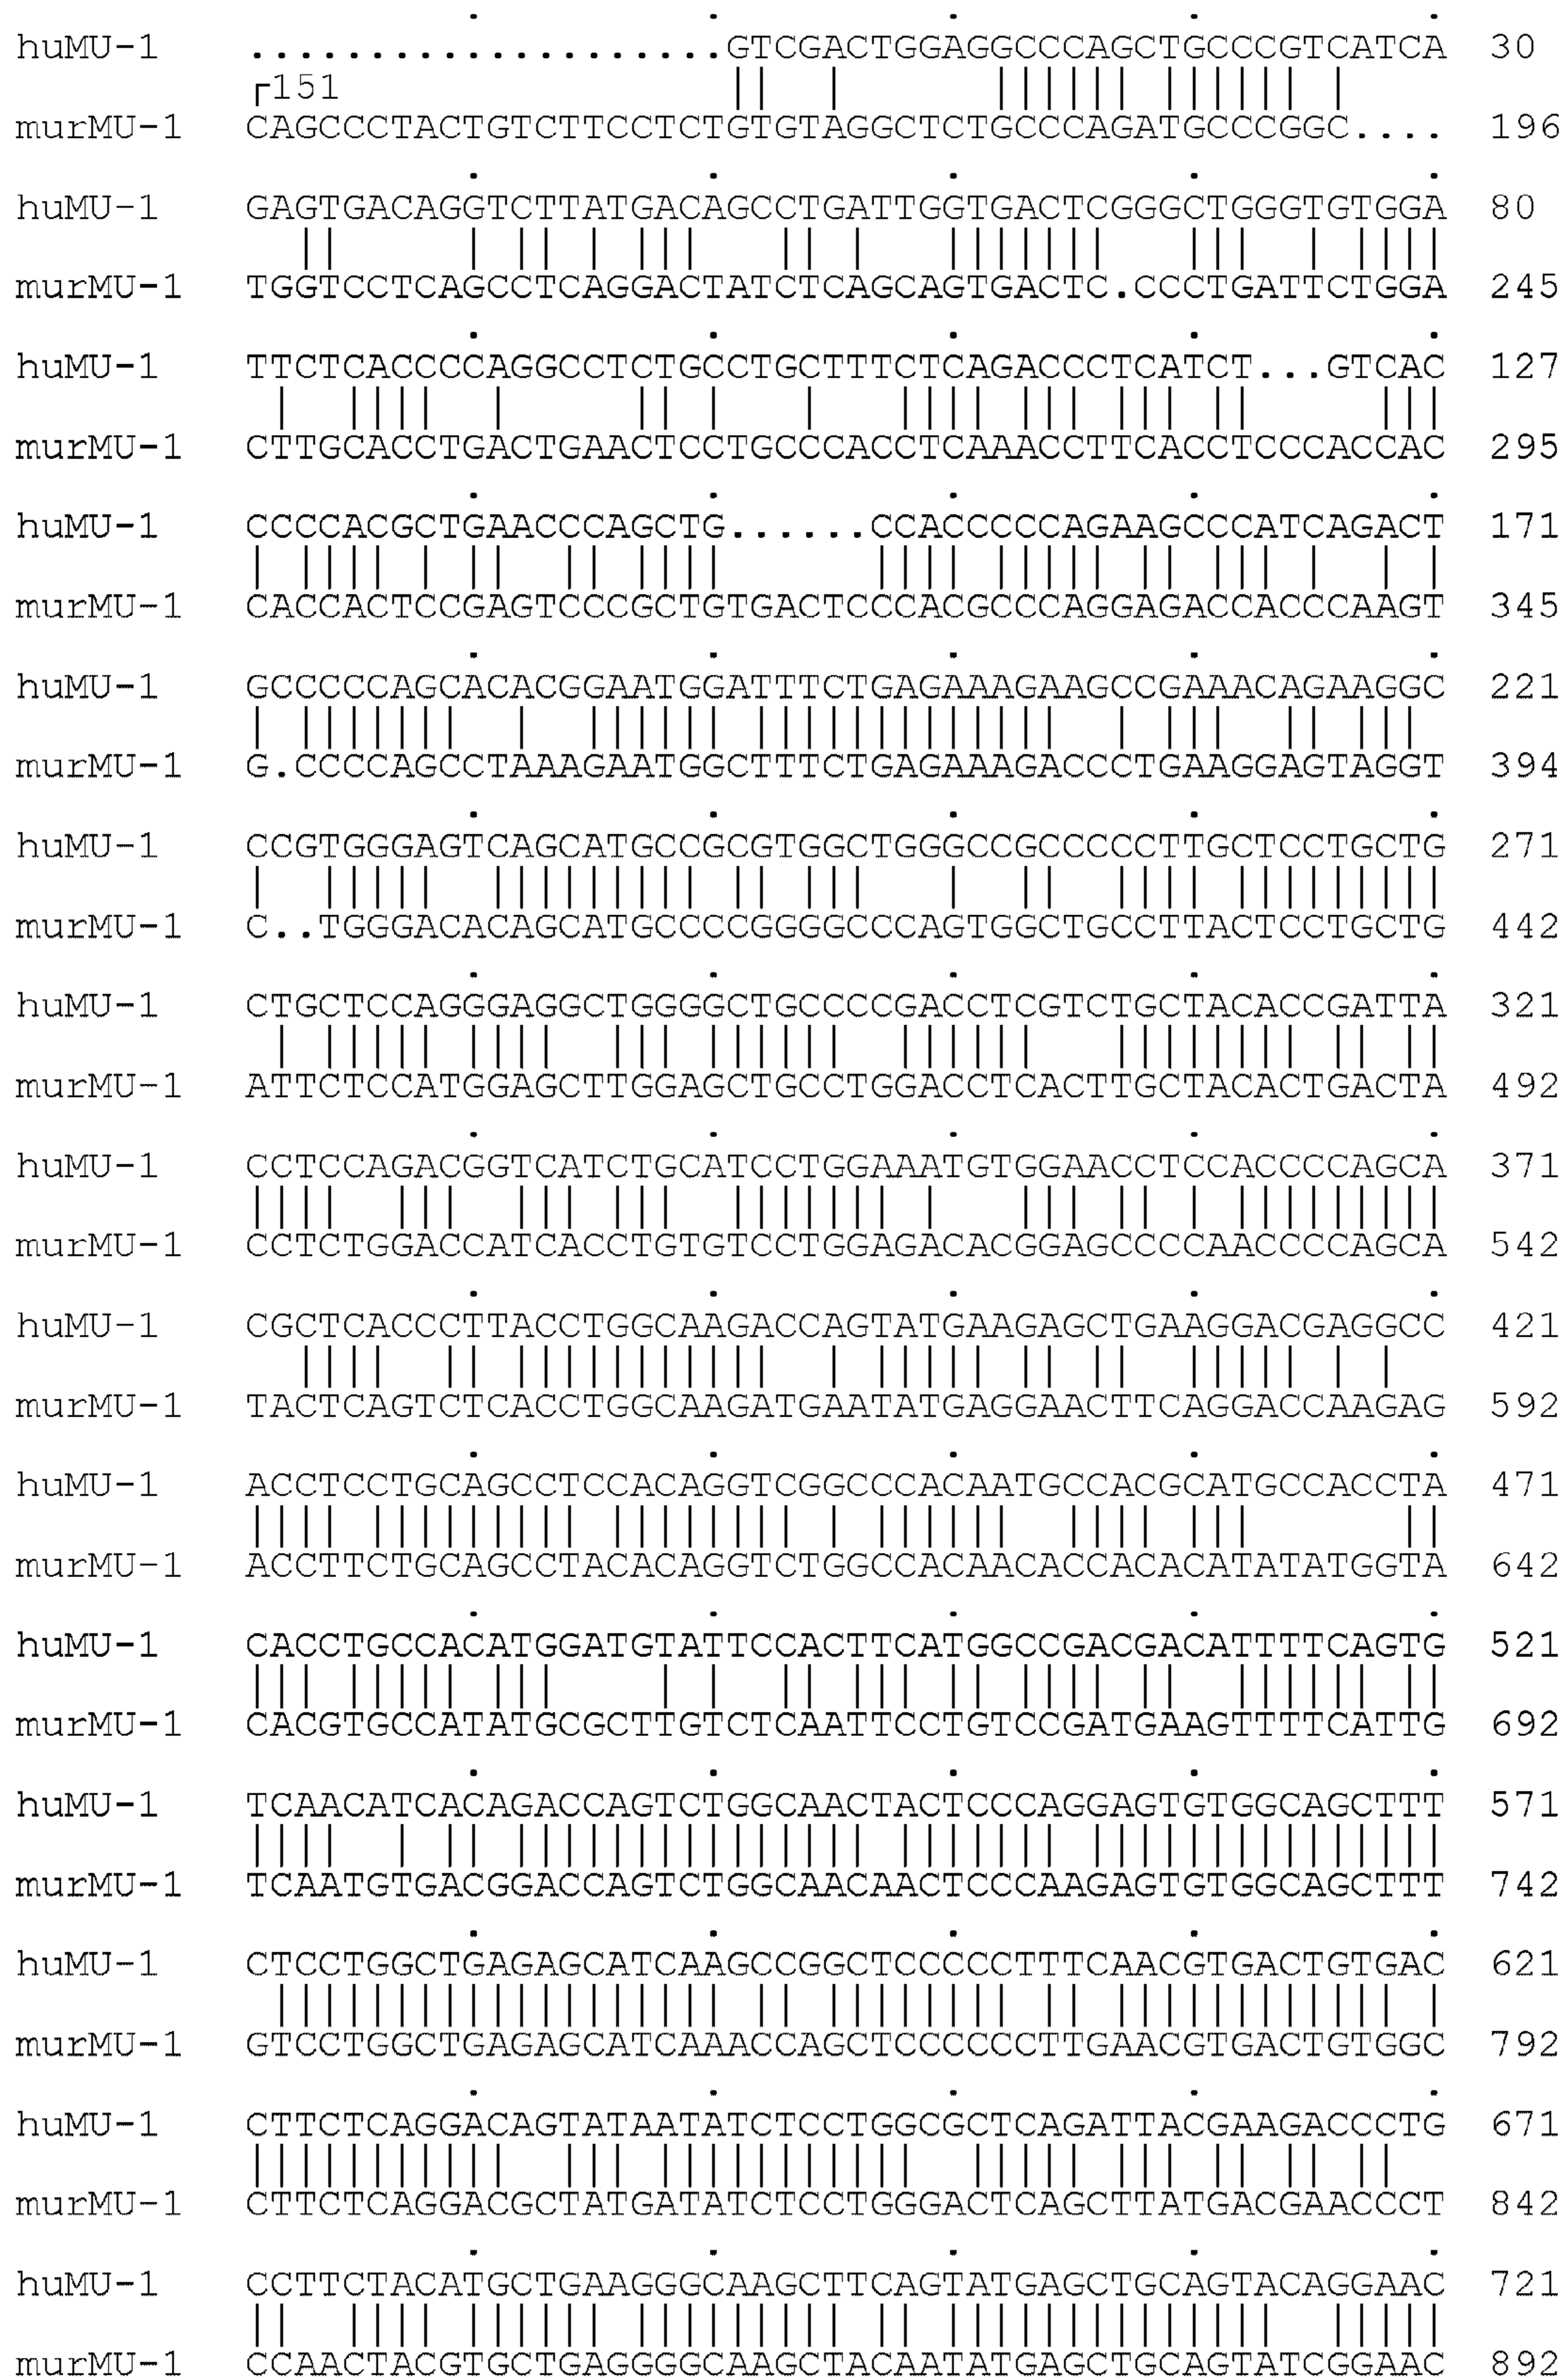 huMU-1 ....................GTCGACTGGAGGCCCAGCTGCCCGTCATCA 30
┌151
murMU-1 CAGCCCTACTGTCTTCCTCTGTGTAGGCTCTGCCCAGATGCCCGGC.... 196
huMU-1 GAGTGACAGGTCTTATGACAGCCTGATTGGTGACTCGGGCTGGGTGTGGA 80
murMU-1 TGGTCCTCAGCCTCAGGACTATCTCAGCAGTGACTC.CCCTGATTCTGGA 245
huMU-1 TTCTCACCCCAGGCCTCTGCCTGCTTTCTCAGACCCTCATCT...GTCAC 127
murMU-1 CTTGCACCTGACTGAACTCCTGCCCACCTCAAACCTTCACCTCCCACCAC 295
huMU-1 CCCCACGCTGAACCCAGCTG......CCACCCCCAGAAGCCCATCAGACT 171
murMU-1 CACCACTCCGAGTCCCGCTGTGACTCCCACGCCCAGGAGACCACCCAAGT 345
huMU-1 GCCCCCAGCACACGGAATGGATTTCTGAGAAAGAAGCCGAAACAGAAGGC 221
murMU-1 G.CCCCAGCCTAAAGAATGGCTTTCTGAGAAAGACCCTGAAGGAGTAGGT 394
huMU-1 CCGTGGGAGTCAGCATGCCGCGTGGCTGGGCCGCCCCCTTGCTCCTGCTG 271
murMU-1 C..TGGGACACAGCATGCCCCGGGGCCCAGTGGCTGCCTTACTCCTGCTG 442
huMU-1 CTGCTCCAGGGAGGCTGGGGCTGCCCCGACCTCGTCTGCTACACCGATTA 321
murMU-1 ATTCTCCATGGAGCTTGGAGCTGCCTGGACCTCACTTGCTACACTGACTA 492
huMU-1 CCTCCAGACGGTCATCTGCATCCTGGAAATGTGGAACCTCCACCCCAGCA 371
murMU-1 CCTCTGGACCATCACCTGTGTCCTGGAGACACGGAGCCCCAACCCCAGCA 542
huMU-1 CGCTCACCCTTACCTGGCAAGACCAGTATGAAGAGCTGAAGGACGAGGCC 421
murMU-1 TACTCAGTCTCACCTGGCAAGATGAATATGAGGAACTTCAGGACCAAGAG 592
huMU-1 ACCTCCTGCAGCCTCCACAGGTCGGCCCACAATGCCACGCATGCCACCTA 471
murMU-1 ACCTTCTGCAGCCTACACAGGTCTGGCCACAACACCACACATATATGGTA 642
huMU-1 CACCTGCCACATGGATGTATTCCACTTCATGGCCGACGACATTTTCAGTG 521
murMU-1 CACGTGCCATATGCGCTTGTCTCAATTCCTGTCCGATGAAGTTTTCATTG 692
huMU-1 TCAACATCACAGACCAGTCTGGCAACTACTCCCAGGAGTGTGGCAGCTTT 571
murMU-1 TCAATGTGACGGACCAGTCTGGCAACAACTCCCAAGAGTGTGGCAGCTTT 742
huMU-1 CTCCTGGCTGAGAGCATCAAGCCGGCTCCCCCTTTCAACGTGACTGTGAC 621
murMU-1 GTCCTGGCTGAGAGCATCAAACCAGCTCCCCCCTTGAACGTGACTGTGGC 792
huMU-1 CTTCTCAGGACAGTATAATATCTCCTGGCGCTCAGATTACGAAGACCCTG 671
murMU-1 CTTCTCAGGACGCTATGATATCTCCTGGGACTCAGCTTATGACGAACCCT 842
huMU-1 CCTTCTACATGCTGAAGGGCAAGCTTCAGTATGAGCTGCAGTACAGGAAC 721
murMU-1 CCAACTACGTGCTGAGGGGCAAGCTACAATATGAGCTGCAGTATCGGAAC 892